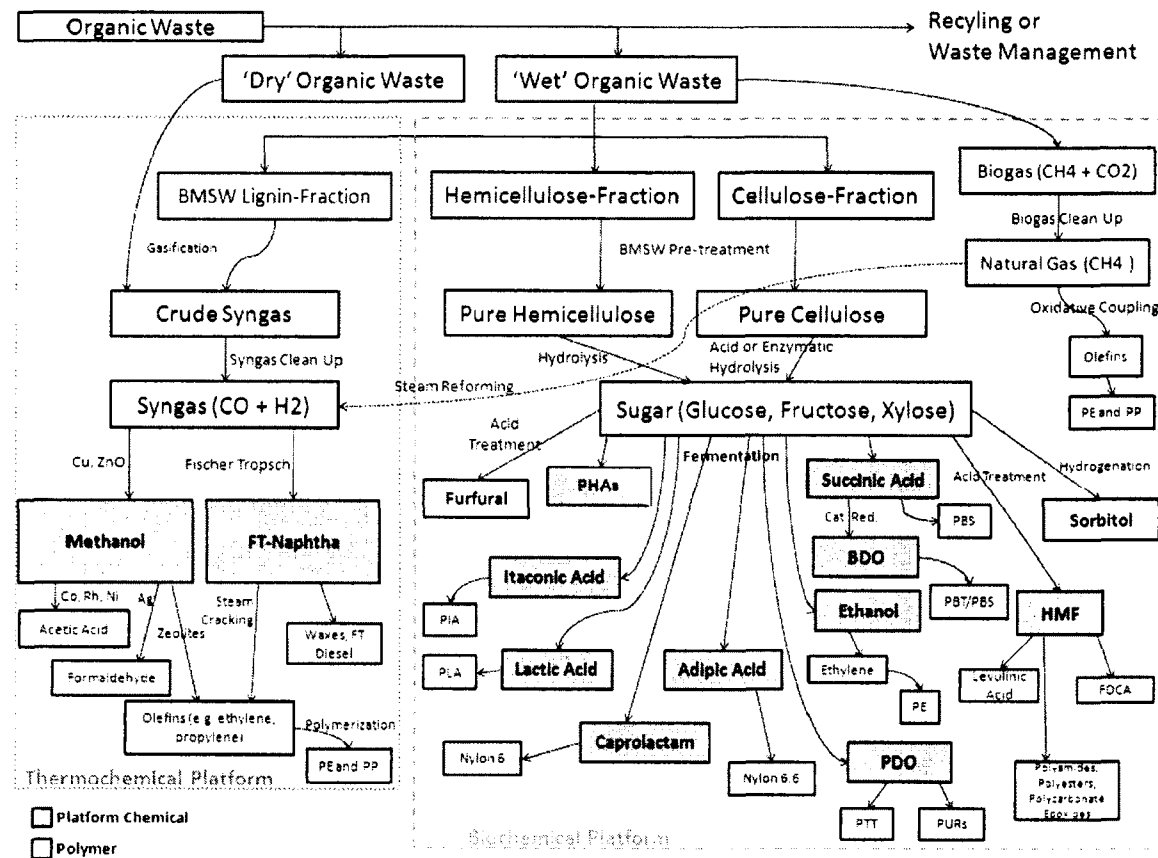 Organic Waste
Recyling or
Waste Management
'Dry' Organic Waste
'Wet' Organic Waste
BMSW Lignin-Fraction
Hemicellulose-Fraction
Cellulose-Fraction
Biogas (CH4 + CO2)
Gasification
BMSW Pre-treatment
Biogas Clean Up
Natural Gas (CH4 )
Crude Syngas
Pure Hemicellulose
Pure Cellulose
Oxidative Coupling
Syngas Clean Up
Hydrolysis
Acid or Enzymatic
Hydrolysis
Olefins
Steam Reforming
Syngas (CO + H2)
Sugar (Glucose, Fructose, Xylose)
PE and PP
Cu, ZnO
Fischer Tropsch
Acid
Treatment
Fermentation
Acid Treatment
Hydrogenation
Furfural
PHAs
Succinic Acid
Sorbitol
Methanol
FT-Naphtha
Cat. Red.
PBS
BDO
Itaconic Acid
PBT/PBS
Co, Rh, Ni
Ag
Zeolites
Steam
Cracking
PIA
Ethanol
HMF
Acetic Acid
Waxes, FT
Diesel
Formaldehyde
PLA
Lactic Acid
Adipic Acid
Ethylene
Levulinic
Acid
FDCA
PE
Olefins (e.g. ethylene,
propylene)
Polymerization
PE and PP
Nylon 6
Caprolactam
Nylon 6,6
PDO
Polyamides,
Polyesters,
Polycarbonate
Epoxides
PTT
PURs
Thermochemical Platform
Biochemical Platform
Platform Chemical
Polymer